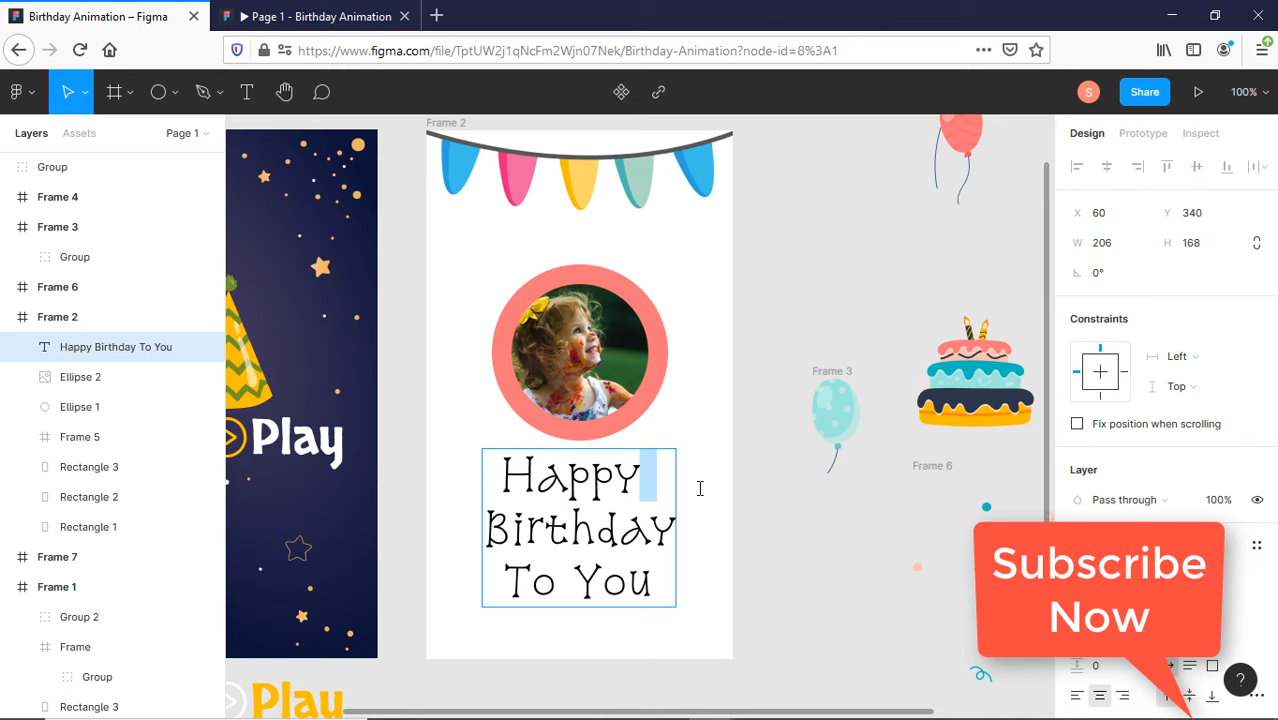 Birthday Animation – Figma
▶ Page 1 - Birthday Animation
https://www.figma.com/file/TptUW2j1qNcFm2Wjn07Nek/Birthday-Animation?node-id=8%3A1
S
Share
100%
Layers
Assets
Page 1
Group
Frame 4
Frame 3
Group
Frame 6
Frame 2
Happy Birthday To You
Ellipse 2
Ellipse 1
Frame 5
Rectangle 3
Rectangle 2
Rectangle 1
Frame 7
Frame 1
Group 2
Frame
Group
Rectangle 3
Play
Play
Frame 2
Happy
Birthday
To You
Frame 3
Frame 6
Design
Prototype
Inspect
X 60
Y 340
W 206
H 168
0°
Constraints
Left
Top
Fix position when scrolling
Layer
Pass through
100%
Subscribe
Now
0
?